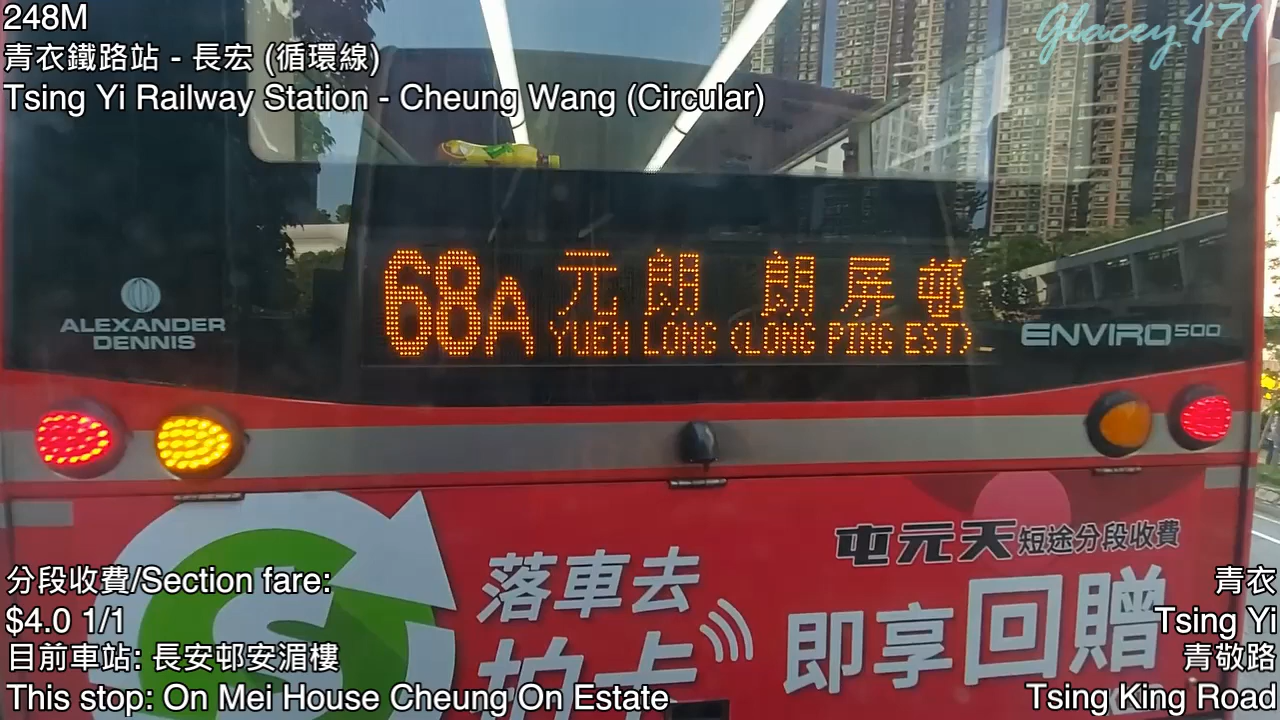 248M
青衣鐵路站 - 長宏 (循環線)
Tsing Yi Railway Station - Cheung Wang (Circular)
Glacey471
68A 元朗 朗屏邨
YUEN LONG (LONG PING EST)
ALEXANDER
DENNIS
ENVIRO500
屯元天短途分段收費
落車去
拍卡
即享回贈
分段收費/Section fare:
$4.0 1/1
目前車站: 長安邨安湄樓
This stop: On Mei House Cheung On Estate
青衣
Tsing Yi
青敬路
Tsing King Road